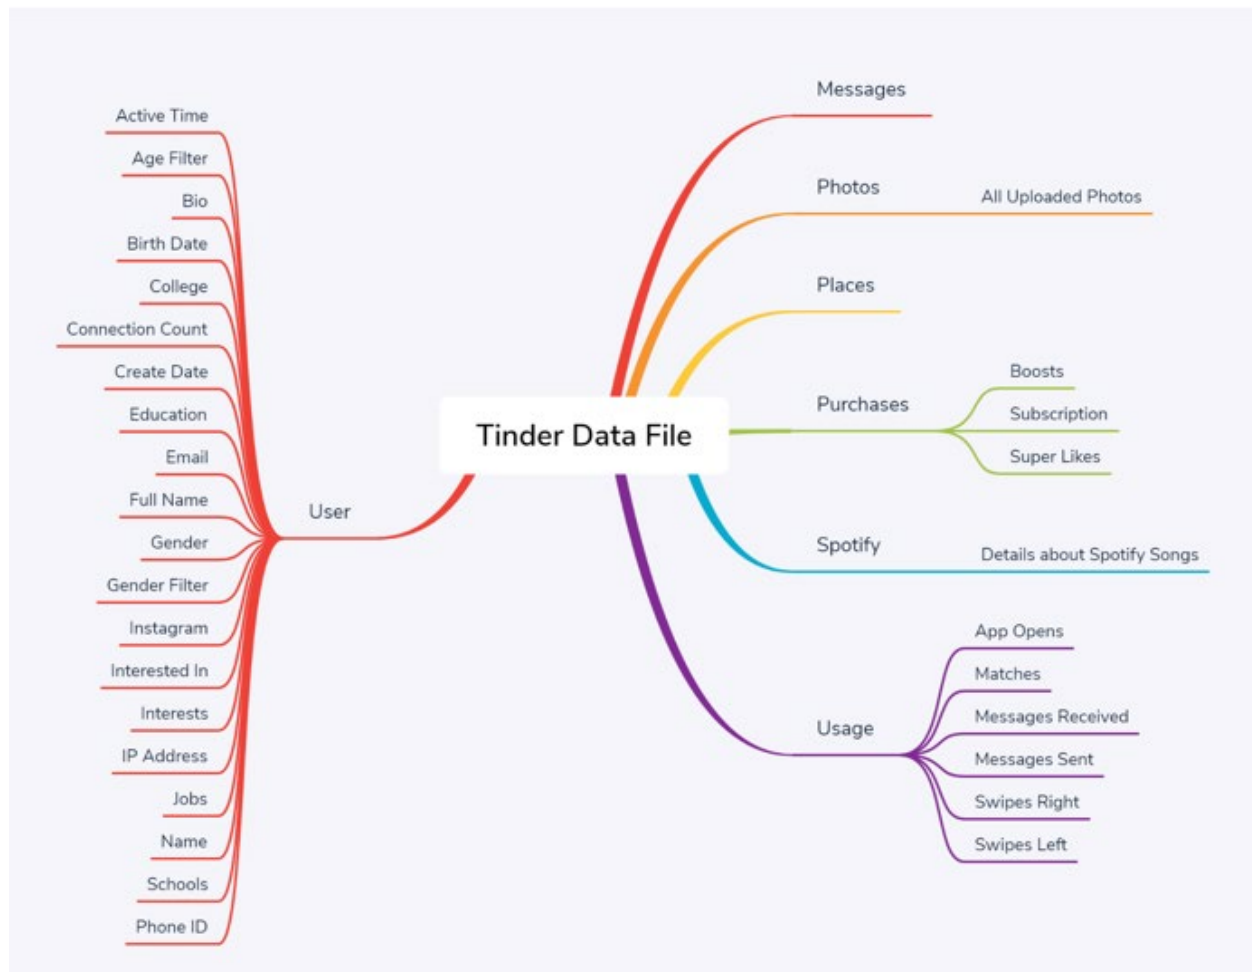 Tinder Data File
User
Active Time
Age Filter
Bio
Birth Date
College
Connection Count
Create Date
Education
Email
Full Name
Gender
Gender Filter
Instagram
Interested In
Interests
IP Address
Jobs
Name
Schools
Phone ID
Messages
Photos
All Uploaded Photos
Places
Purchases
Boosts
Subscription
Super Likes
Spotify
Details about Spotify Songs
Usage
App Opens
Matches
Messages Received
Messages Sent
Swipes Right
Swipes Left